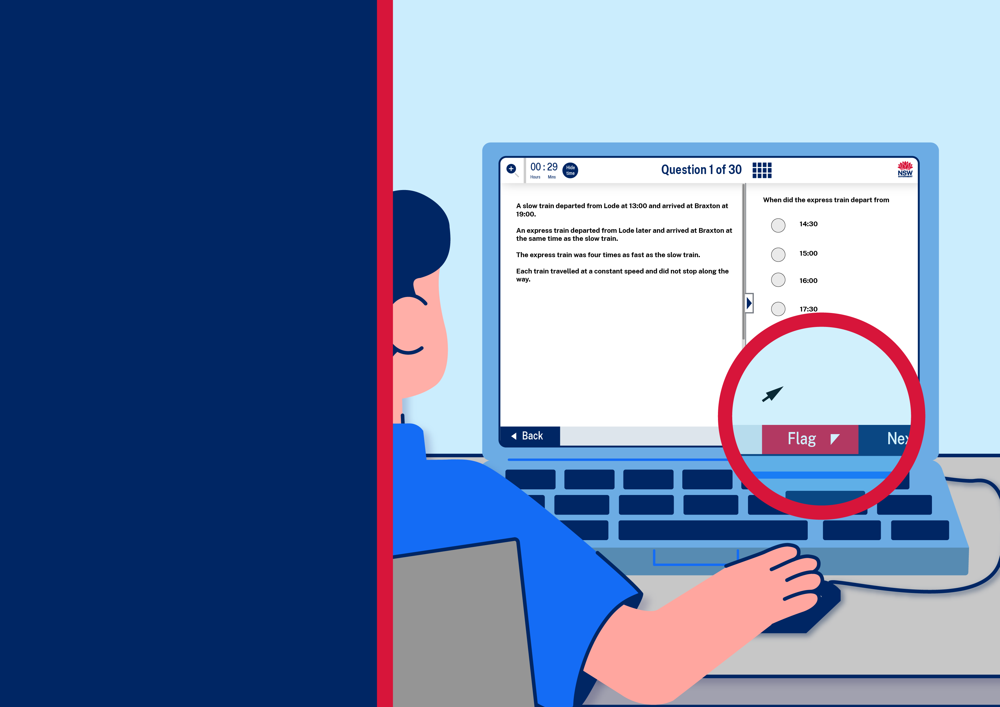 00 : 29
Hours Mins
Hide
time
Question 1 of 30
NSW
GOVERNMENT
A slow train departed from Lode at 13:00 and arrived at Braxton at
19:00.
An express train departed from Lode later and arrived at Braxton at
the same time as the slow train.
The express train was four times as fast as the slow train.
Each train travelled at a constant speed and did not stop along the
way.
When did the express train depart from
14:30
15:00
16:00
17:30
Back
Flag
Nex